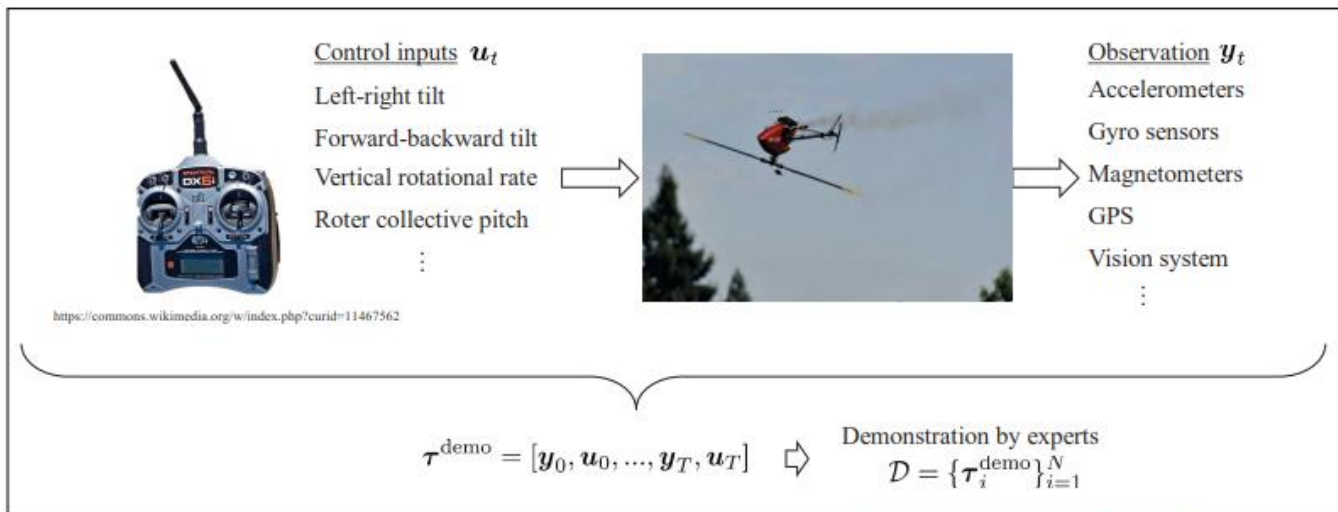 Control inputs u_t
Left-right tilt
Forward-backward tilt
Vertical rotational rate
Roter collective pitch
⋮
DX6i
https://commons.wikimedia.org/w/index.php?curid=11467562
Observation y_t
Accelerometers
Gyro sensors
Magnetometers
GPS
Vision system
⋮
τ^demo = [y_0, u_0, ..., y_T, u_T]
Demonstration by experts
D = {τ_i^demo}_{i=1}^N